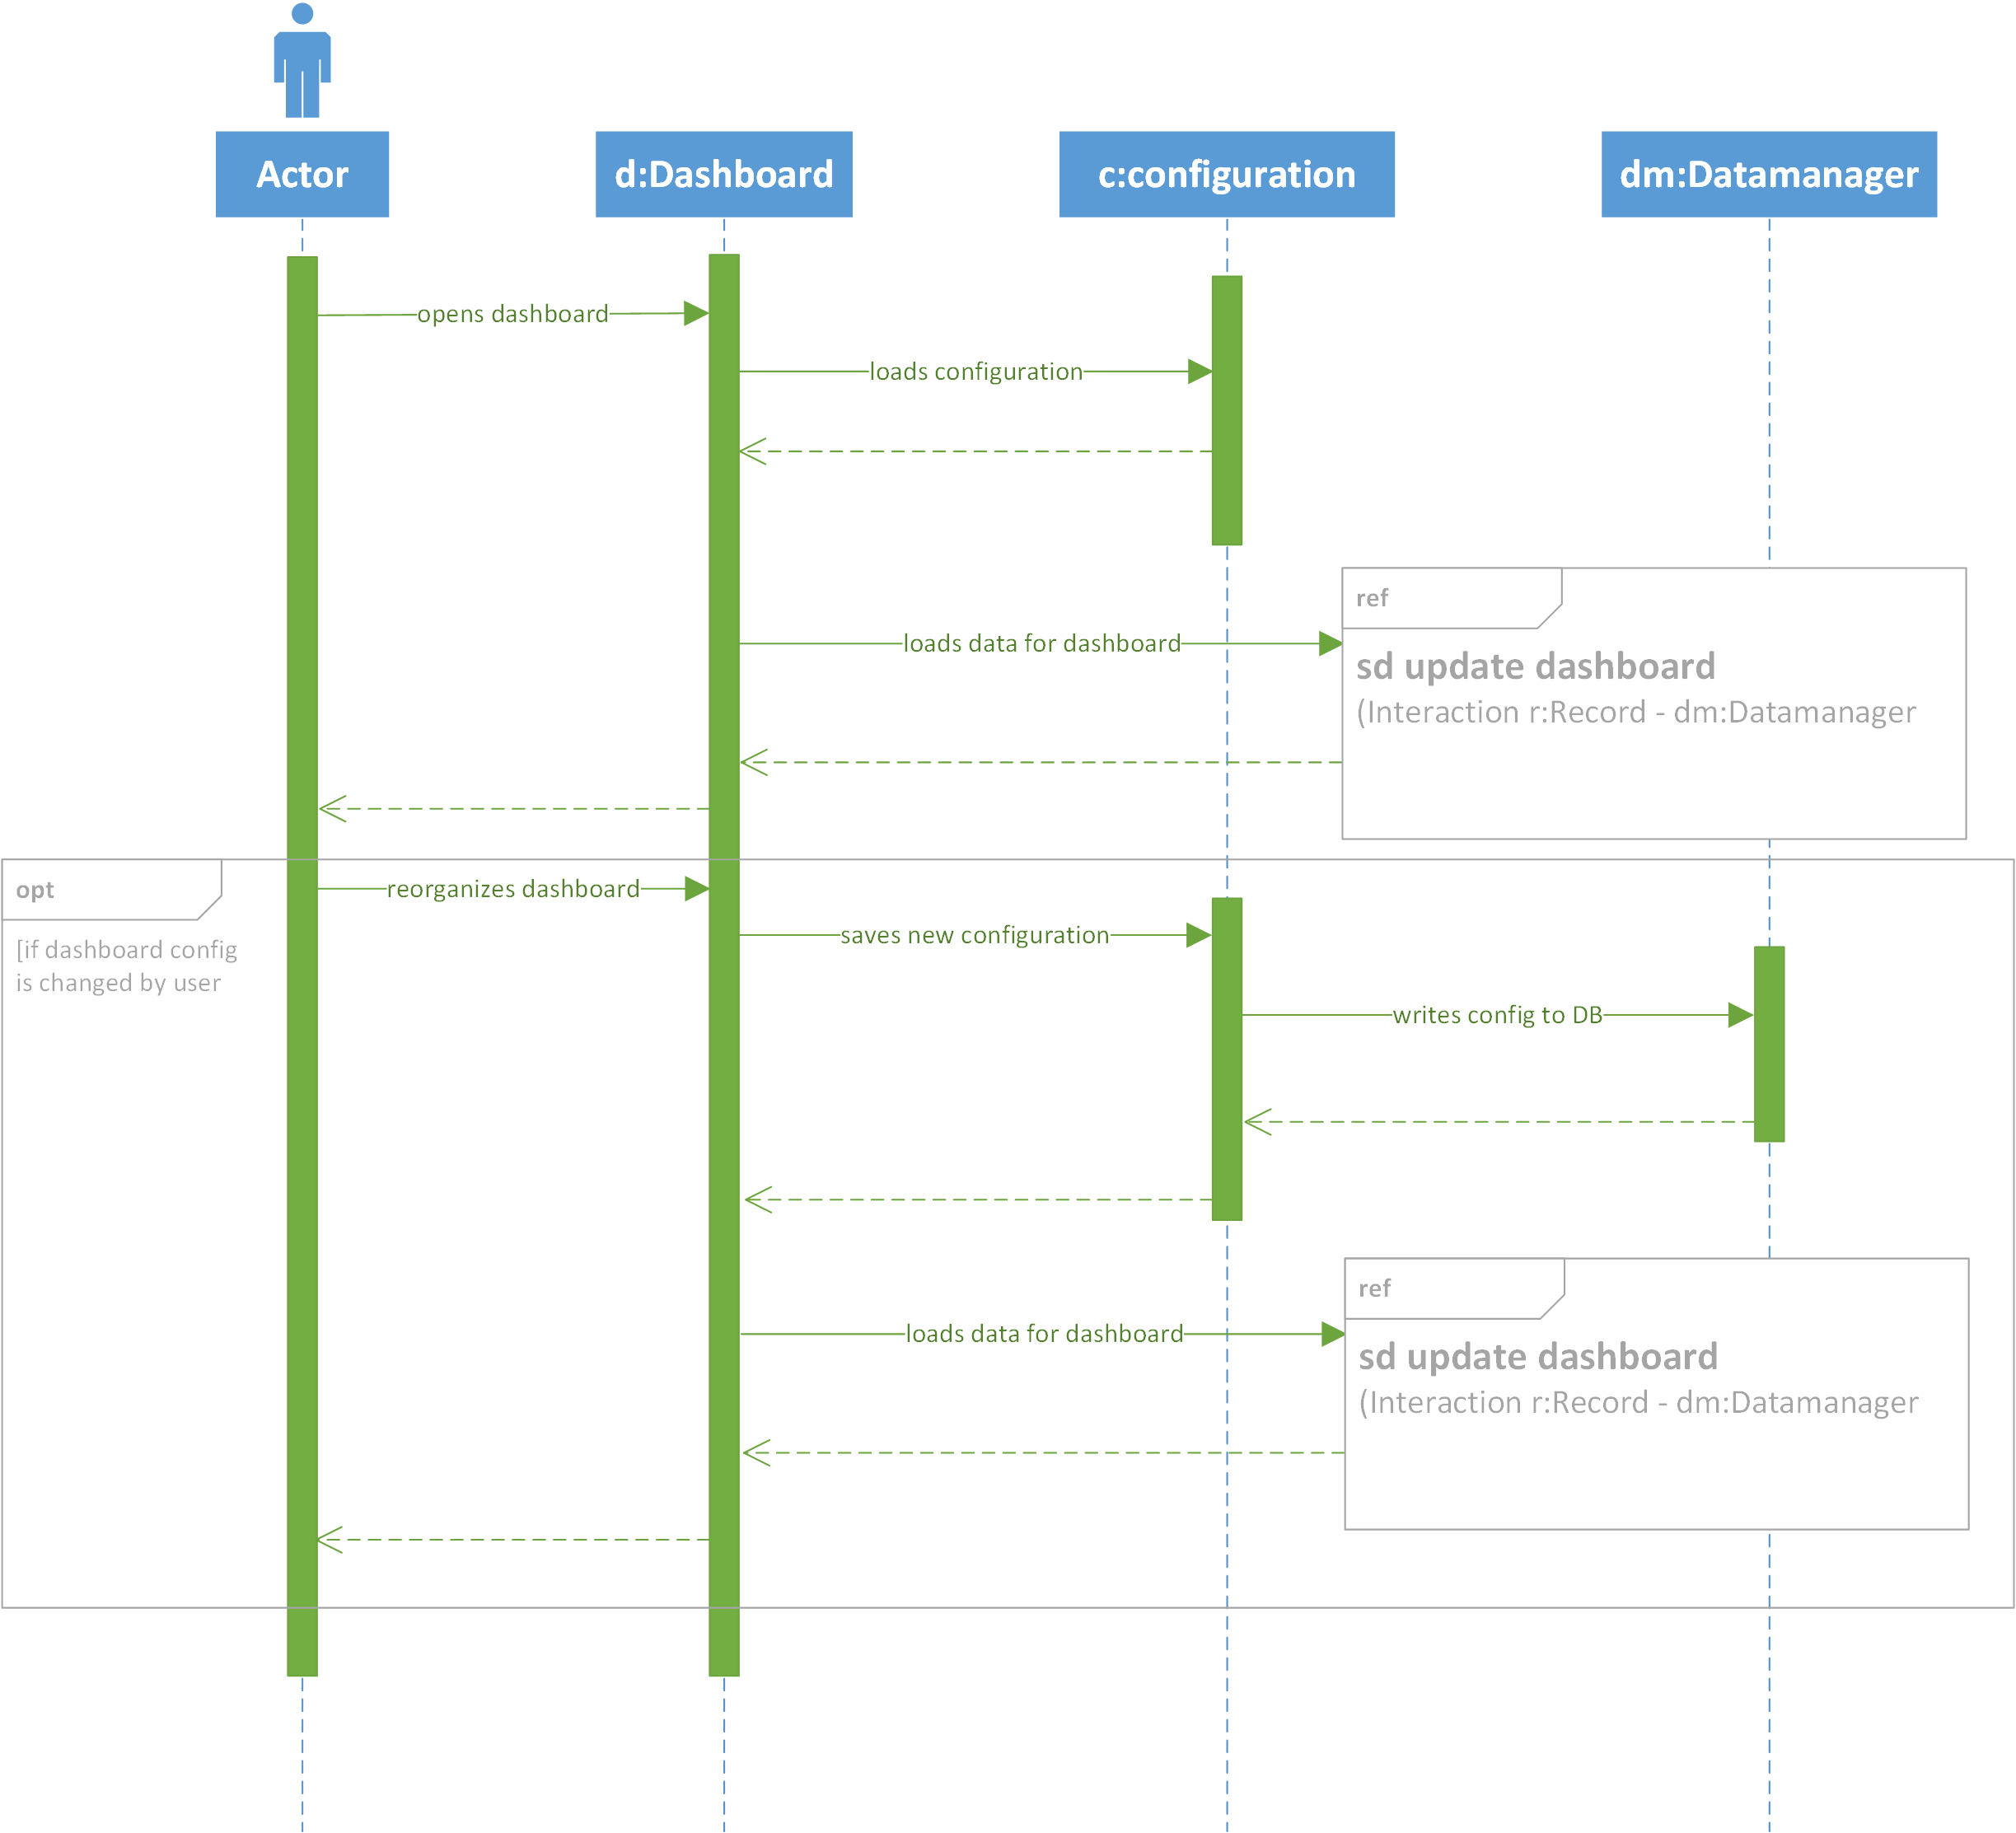 Actor
d:Dashboard
c:configuration
dm:Datamanager
opens dashboard
loads configuration
ref
loads data for dashboard
sd update dashboard
(Interaction r:Record - dm:Datamanager
opt
reorganizes dashboard
[if dashboard config
is changed by user
saves new configuration
writes config to DB
ref
loads data for dashboard
sd update dashboard
(Interaction r:Record - dm:Datamanager